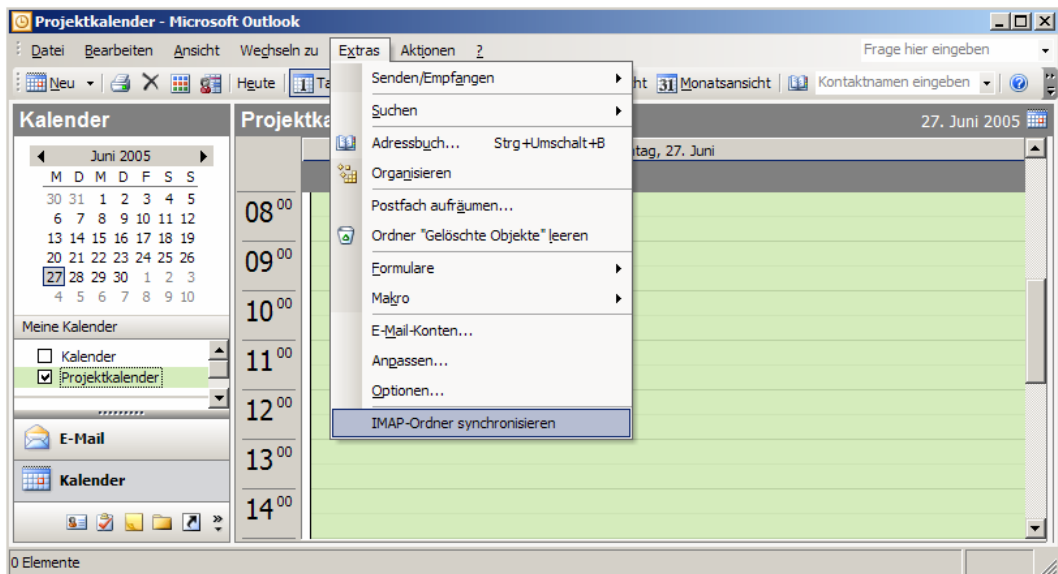 Projektkalender - Microsoft Outlook
Datei Bearbeiten Ansicht Wechseln zu Extras Aktionen ? Frage hier eingeben
Neu Heute 1 Ta ht 31 Monatsansicht Kontaktnamen eingeben
Kalender
Juni 2005
M D M D F S S
30 31 1 2 3 4 5
6 7 8 9 10 11 12
13 14 15 16 17 18 19
20 21 22 23 24 25 26
27 28 29 30 1 2 3
4 5 6 7 8 9 10
Meine Kalender
Kalender
Projektkalender
E-Mail
Kalender
0 Elemente
Senden/Empfangen
Suchen
Adressbuch... Strg+Umschalt+B
Organisieren
Postfach aufräumen...
Ordner "Gelöschte Objekte" leeren
Formulare
Makro
E-Mail-Konten...
Anpassen...
Optionen...
IMAP-Ordner synchronisieren
Projektka 27. Juni 2005
tag, 27. Juni
08 00
09 00
10 00
11 00
12 00
13 00
14 00